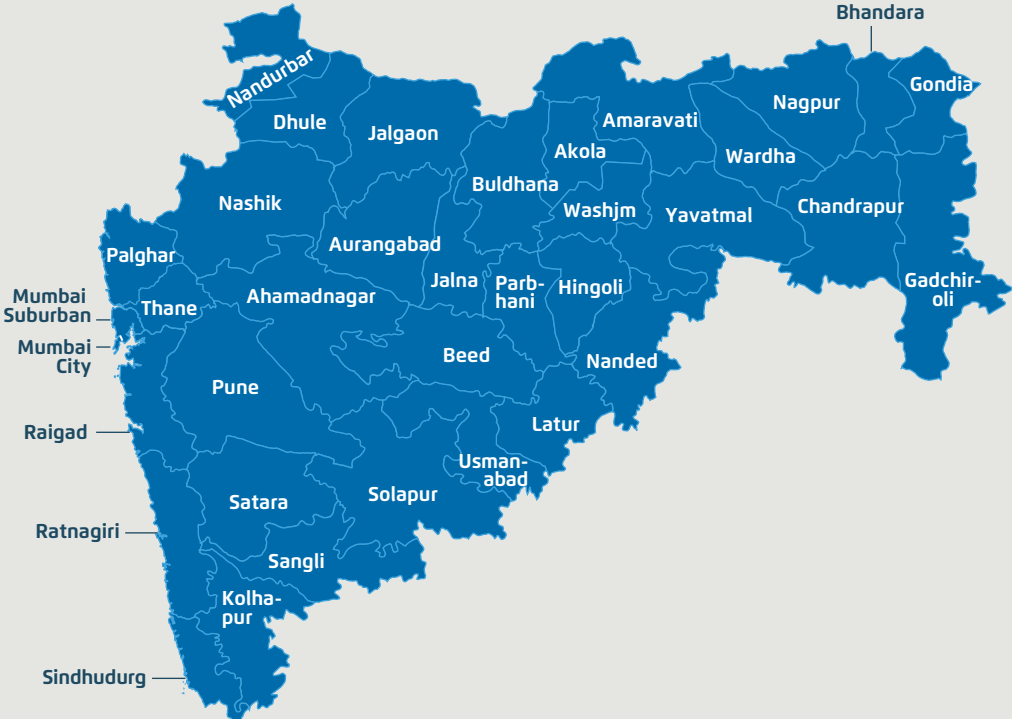 Bhandara
Gondia
Nandurbar
Nagpur
Dhule
Jalgaon
Amaravati
Akola
Wardha
Buldhana
Nashik
Washjm
Yavatmal
Chandrapur
Aurangabad
Palghar
Jalna
Parb-
hani
Hingoli
Gadchir-
oli
Mumbai
Suburban
Thane
Ahamadnagar
Mumbai
City
Beed
Nanded
Pune
Raigad
Latur
Usman-
abad
Satara
Solapur
Ratnagiri
Sangli
Kolha-
pur
Sindhudurg